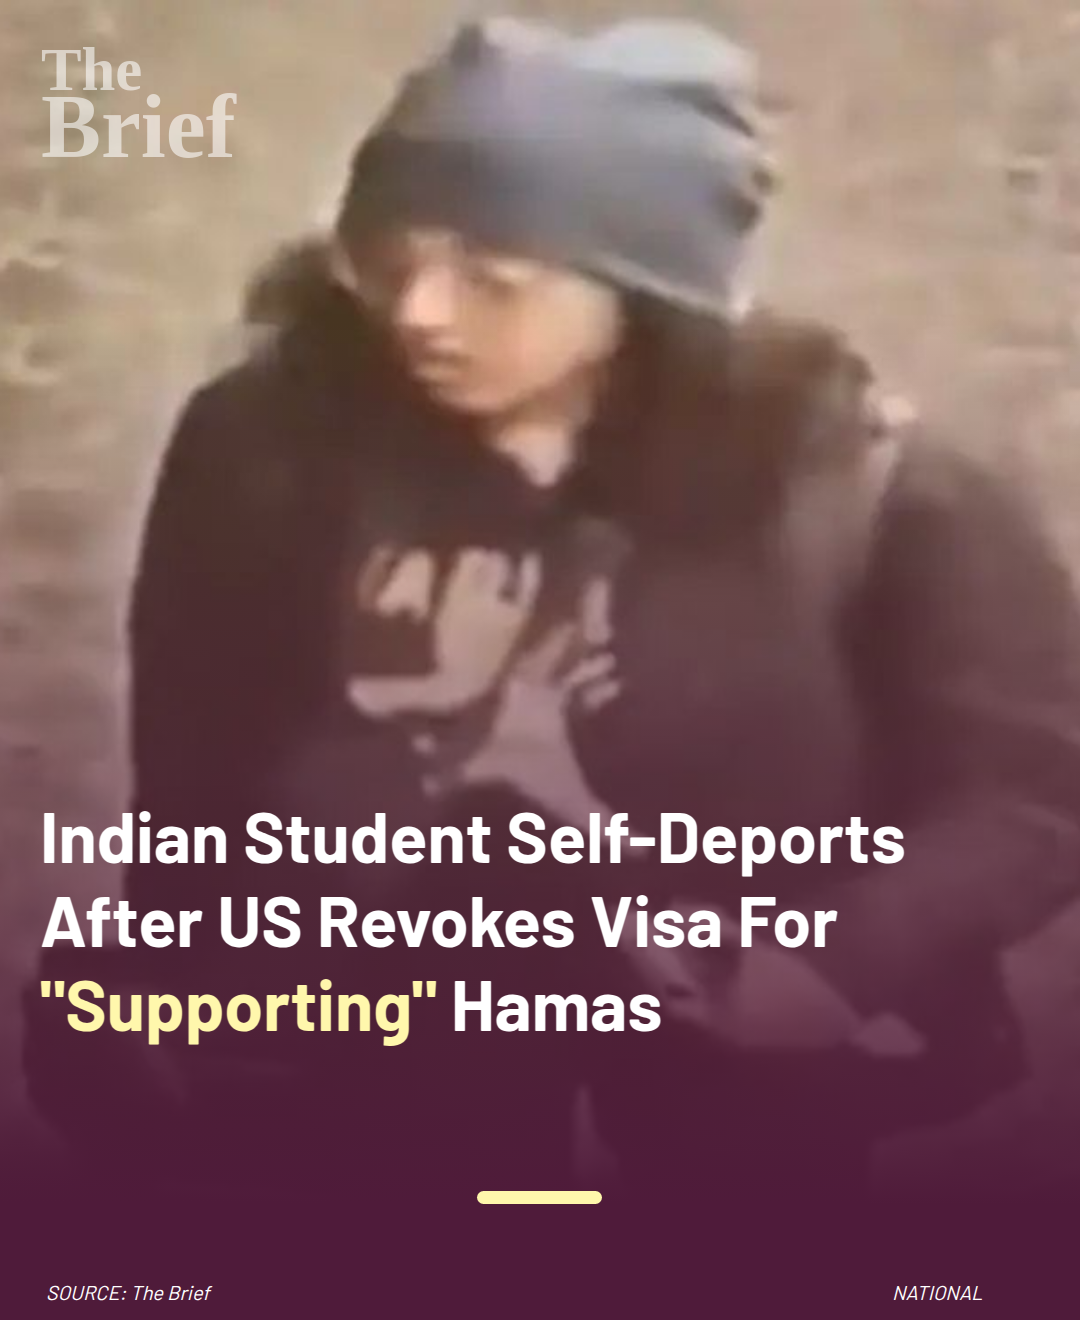 The
Brief
Indian Student Self-Deports
After US Revokes Visa For
"Supporting" Hamas
SOURCE: The Brief
NATIONAL